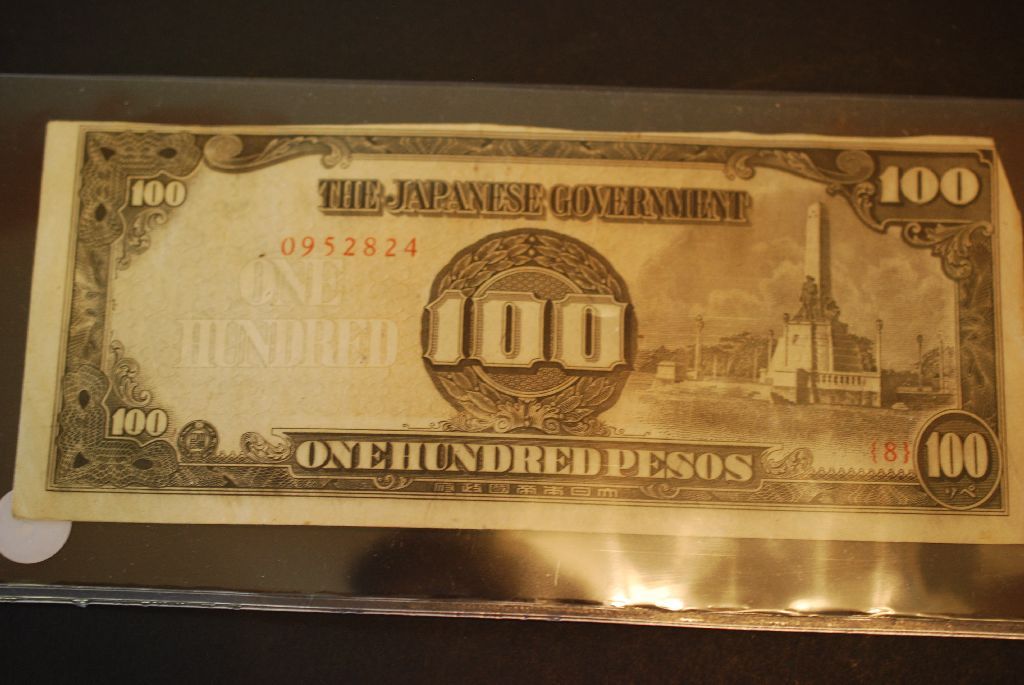 100
100
THE JAPANESE GOVERNMENT
0952824
ONE
HUNDRED
100
100
ONE HUNDRED PESOS
{8}
100